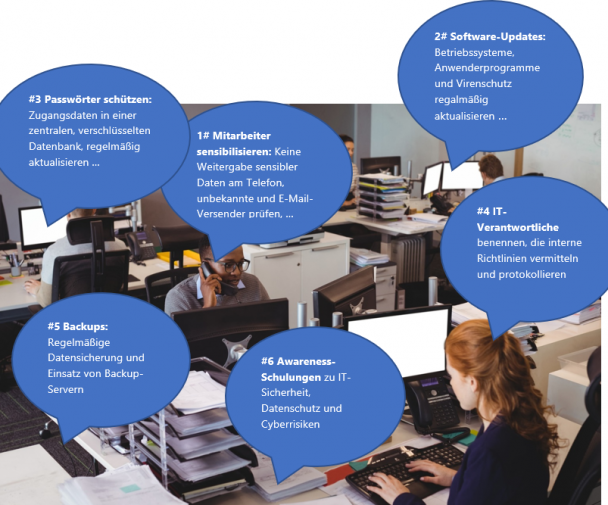 1# Mitarbeiter
sensibilisieren: Keine
Weitergabe sensibler
Daten am Telefon,
unbekannte und E-Mail-
Versender prüfen, ...
2# Software-Updates:
Betriebssysteme,
Anwenderprogramme
und Virenschutz
regalmäßig
aktualisieren ...
#3 Passwörter schützen:
Zugangsdaten in einer
zentralen, verschlüsselten
Datenbank, regelmäßig
aktualisieren ...
#4 IT-
Verantwortliche
benennen, die interne
Richtlinien vermitteln
und protokollieren
#5 Backups:
Regelmäßige
Datensicherung und
Einsatz von Backup-
Servern
#6 Awareness-
Schulungen zu IT-
Sicherheit,
Datenschutz und
Cyberrisiken